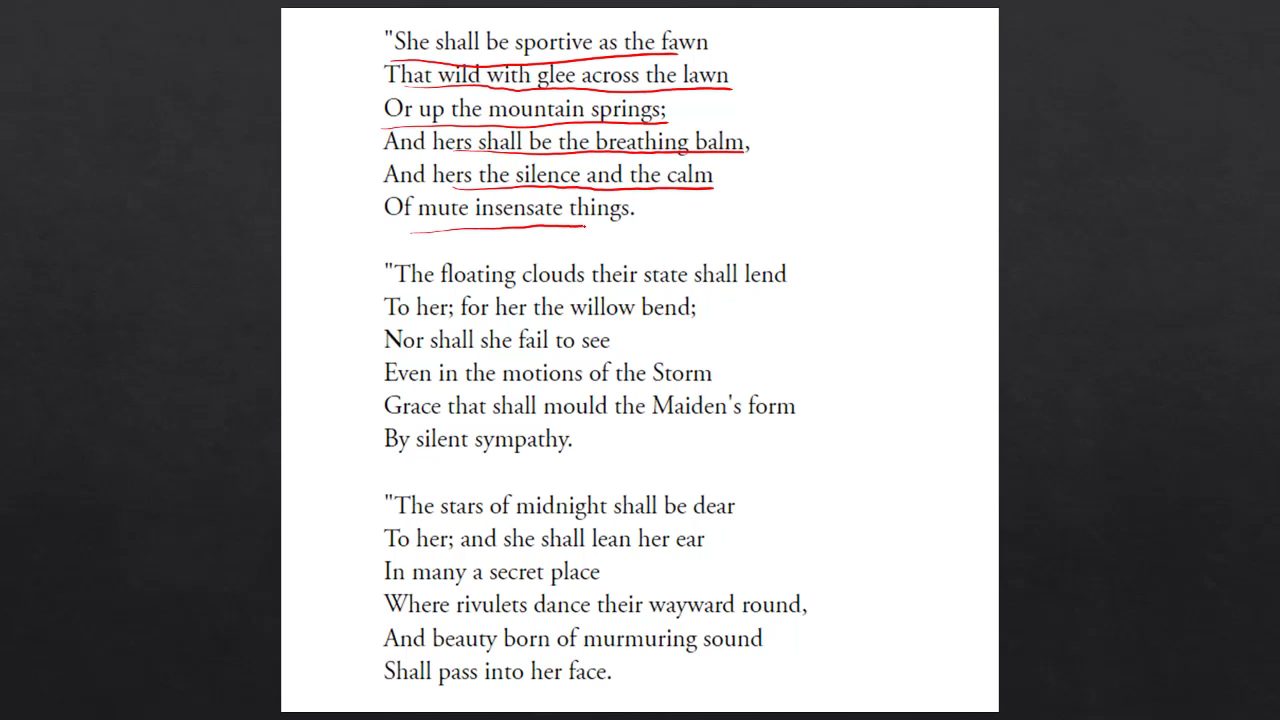 "She shall be sportive as the fawn
That wild with glee across the lawn
Or up the mountain springs;
And hers shall be the breathing balm,
And hers the silence and the calm
Of mute insensate things.
"The floating clouds their state shall lend
To her; for her the willow bend;
Nor shall she fail to see
Even in the motions of the Storm
Grace that shall mould the Maiden's form
By silent sympathy.
"The stars of midnight shall be dear
To her; and she shall lean her ear
In many a secret place
Where rivulets dance their wayward round,
And beauty born of murmuring sound
Shall pass into her face.